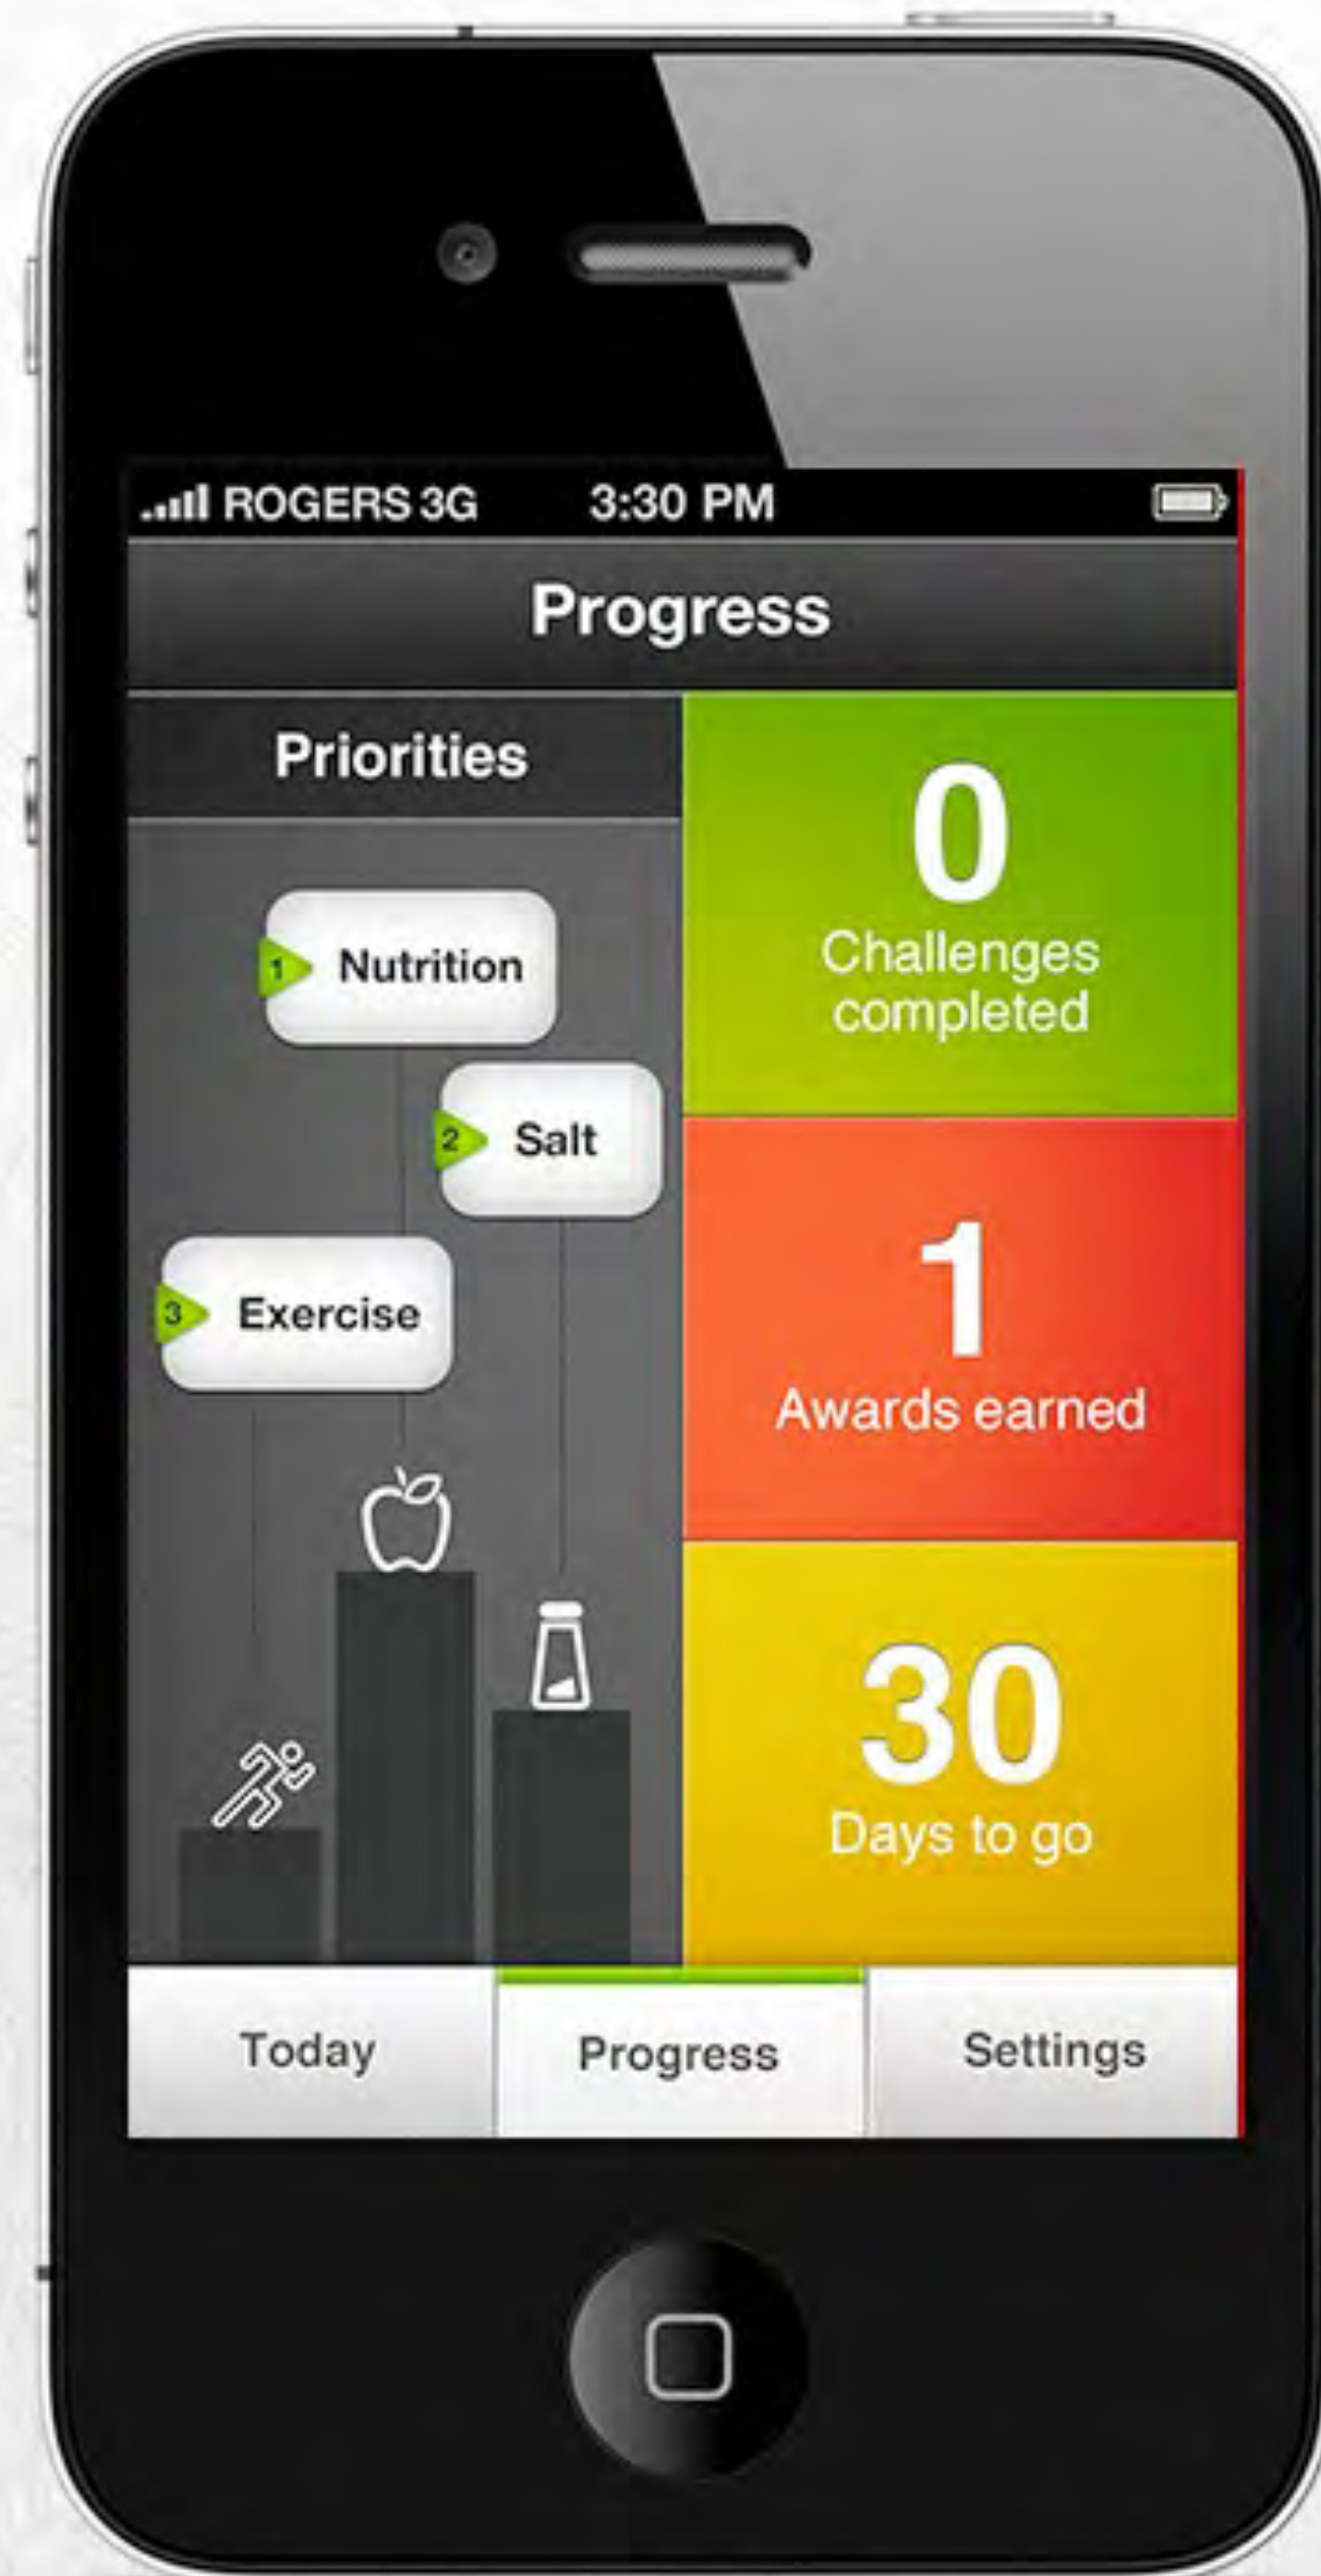 ROGERS 3G 3:30 PM
Progress
Priorities
1 Nutrition
2 Salt
3 Exercise
0
Challenges
completed
1
Awards earned
30
Days to go
Today Progress Settings